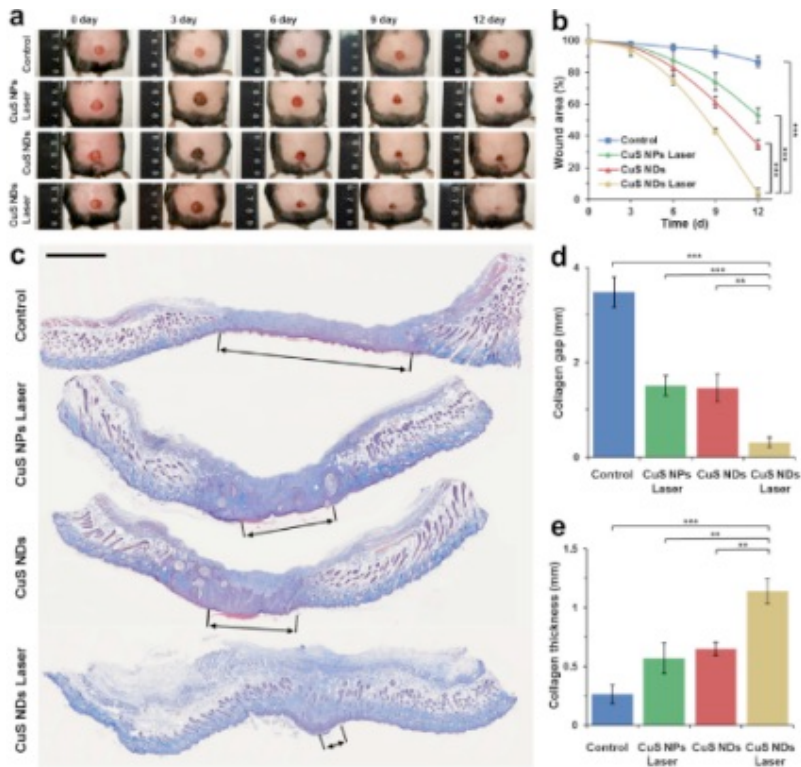 a
0 day 3 day 6 day 9 day 12 day
Control
CuS NPs
Laser
CuS NDs
CuS NDs
Laser
b
Wound area (%)
100
80
60
40
20
0
Control
CuS NPs Laser
CuS NDs
CuS NDs Laser
0 3 6 9 12
Time (d)
***
***
***
c
Control
CuS NPs Laser
CuS NDs
CuS NDs Laser
d
Collagen gap (mm)
4
2
0
***
***
**
Control CuS NPs CuS NDs CuS NDs
Laser Laser
e
Collagen thickness (mm)
1.5
1
0.5
0
***
**
**
Control CuS NPs CuS NDs CuS NDs
Laser Laser